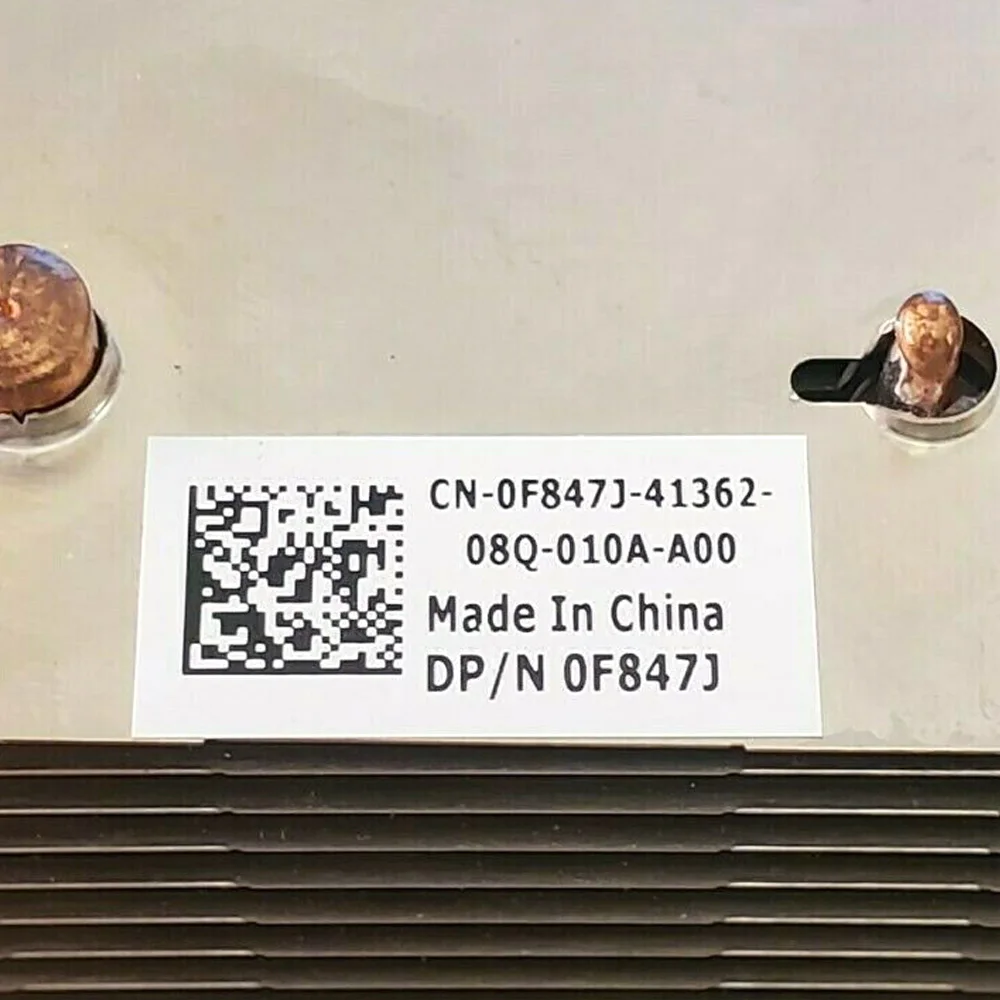 CN-0F847J-41362-
08Q-010A-A00
Made In China
DP/N 0F847J